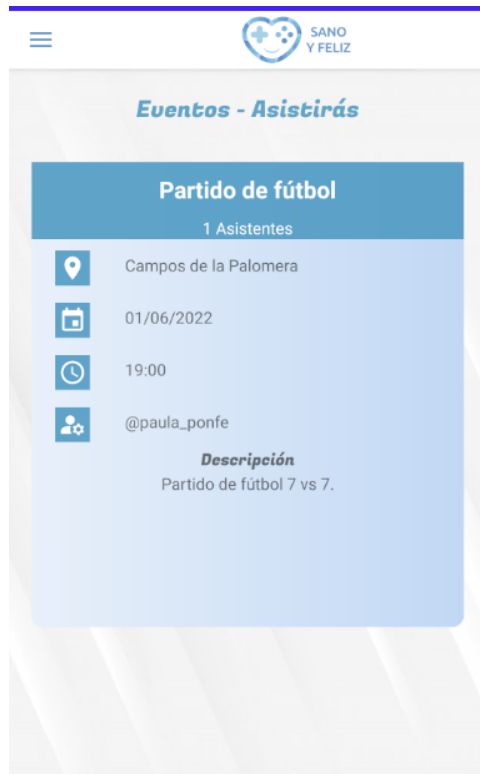 SANO
Y FELIZ
Eventos - Asistirás
Partido de fútbol
1 Asistentes
Campos de la Palomera
01/06/2022
19:00
@paula_ponfe
Descripción
Partido de fútbol 7 vs 7.